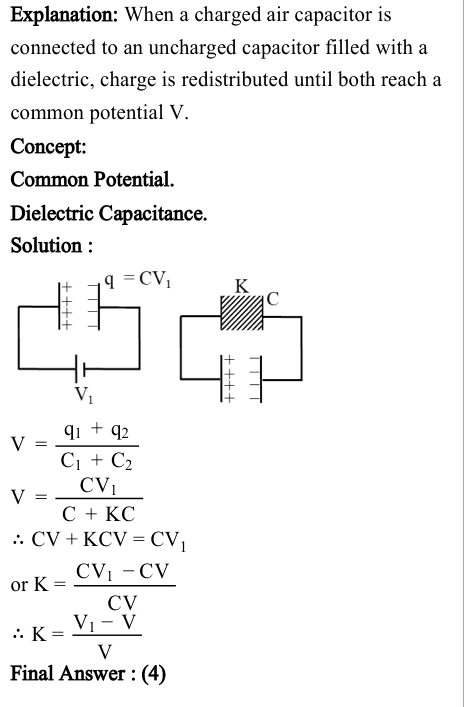 Explanation: When a charged air capacitor is
connected to an uncharged capacitor filled with a
dielectric, charge is redistributed until both reach a
common potential V.
Concept:
Common Potential.
Dielectric Capacitance.
Solution :
q = CV₁
K
C
V₁
V = (q₁ + q₂) / (C₁ + C₂)
V = CV₁ / (C + KC)
∴ CV + KCV = CV₁
or K = (CV₁ − CV) / CV
∴ K = (V₁ − V) / V
Final Answer : (4)